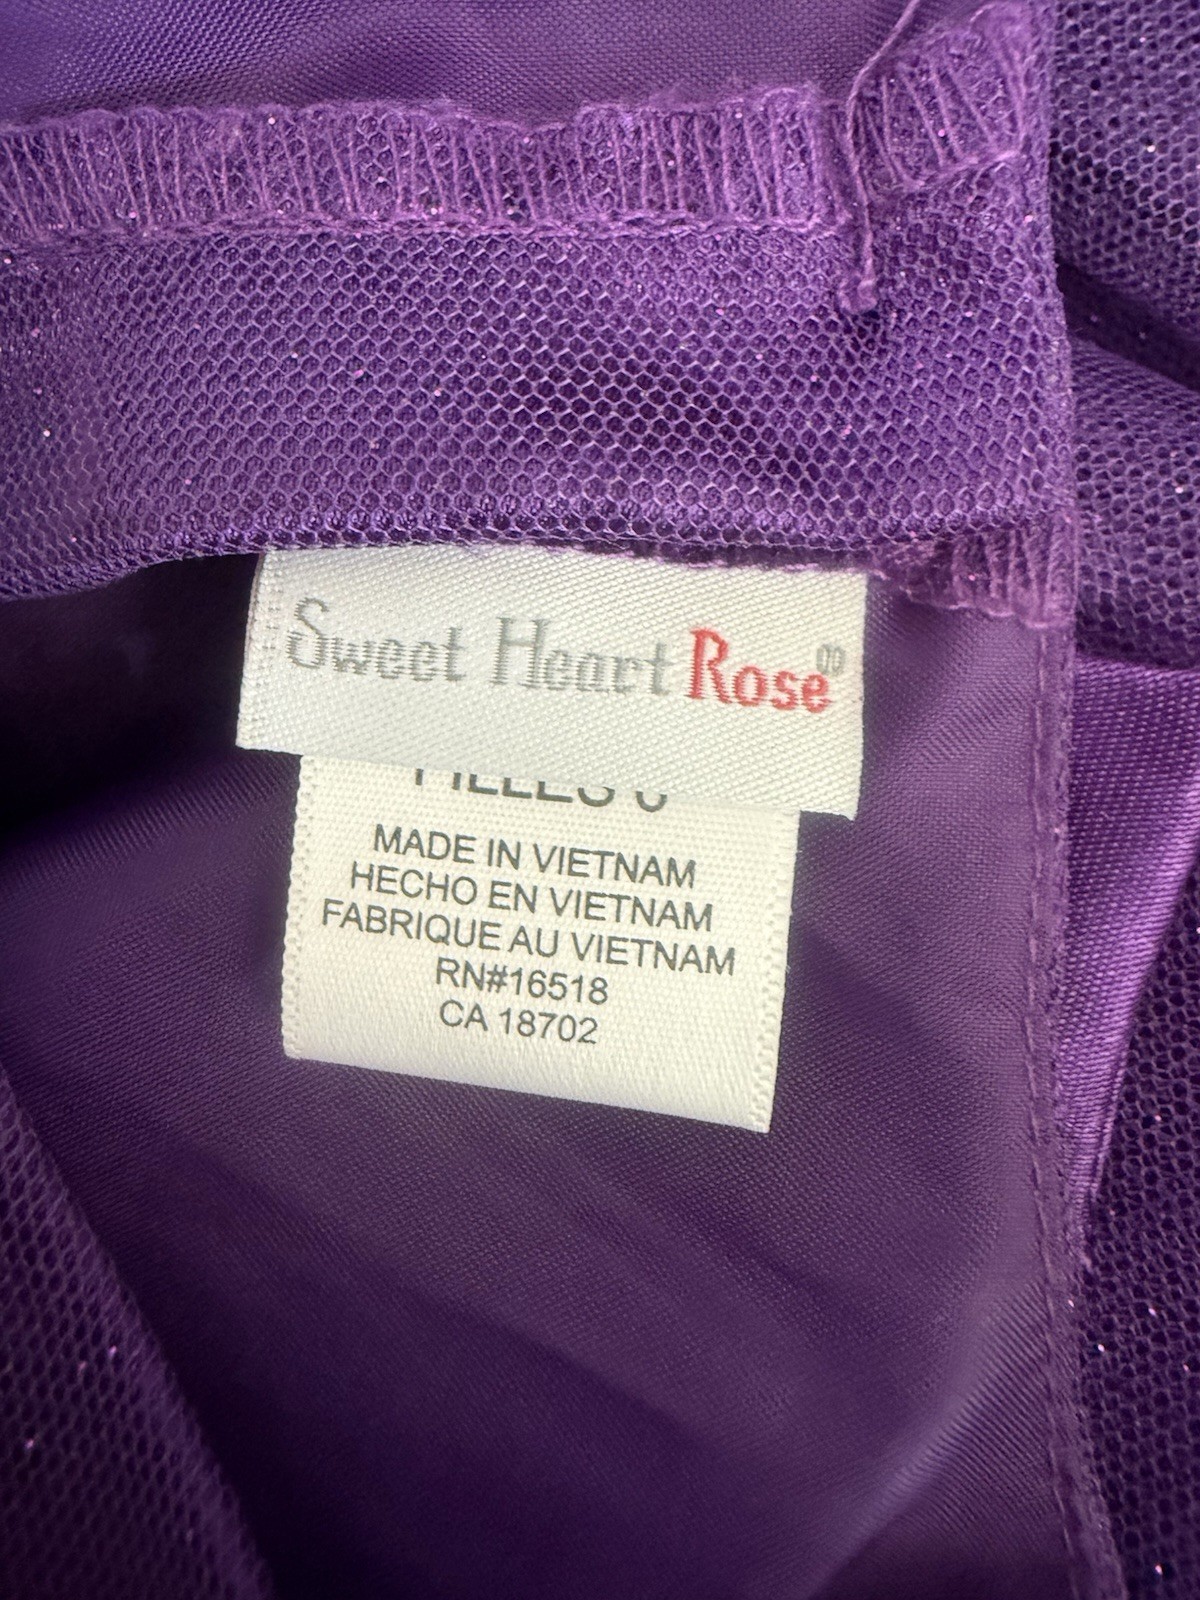 Sweet Heart Rose®
MADE IN VIETNAM
HECHO EN VIETNAM
FABRIQUE AU VIETNAM
RN#16518
CA 18702